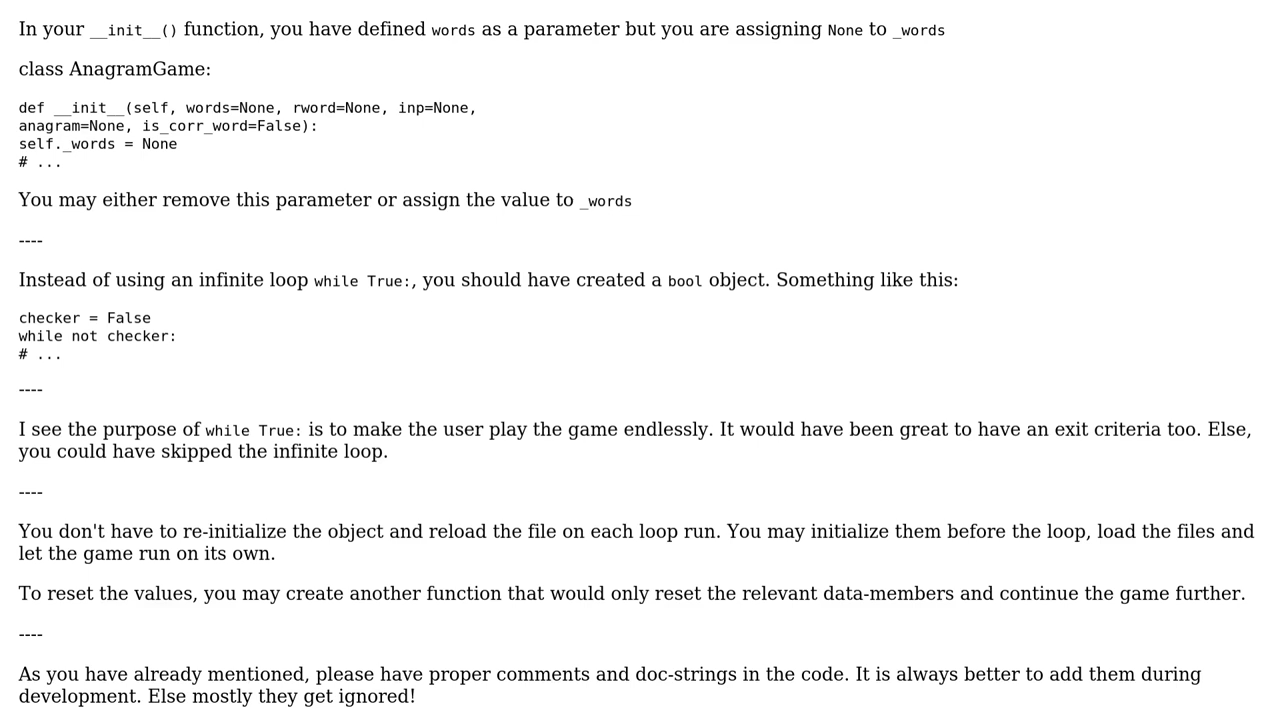 In your __init__() function, you have defined words as a parameter but you are assigning None to _words
class AnagramGame:
def __init__(self, words=None, rword=None, inp=None,
anagram=None, is_corr_word=False):
self._words = None
# ...
You may either remove this parameter or assign the value to _words
----
Instead of using an infinite loop while True:, you should have created a bool object. Something like this:
checker = False
while not checker:
# ...
----
I see the purpose of while True: is to make the user play the game endlessly. It would have been great to have an exit criteria too. Else,
you could have skipped the infinite loop.
----
You don't have to re-initialize the object and reload the file on each loop run. You may initialize them before the loop, load the files and
let the game run on its own.
To reset the values, you may create another function that would only reset the relevant data-members and continue the game further.
----
As you have already mentioned, please have proper comments and doc-strings in the code. It is always better to add them during
development. Else mostly they get ignored!